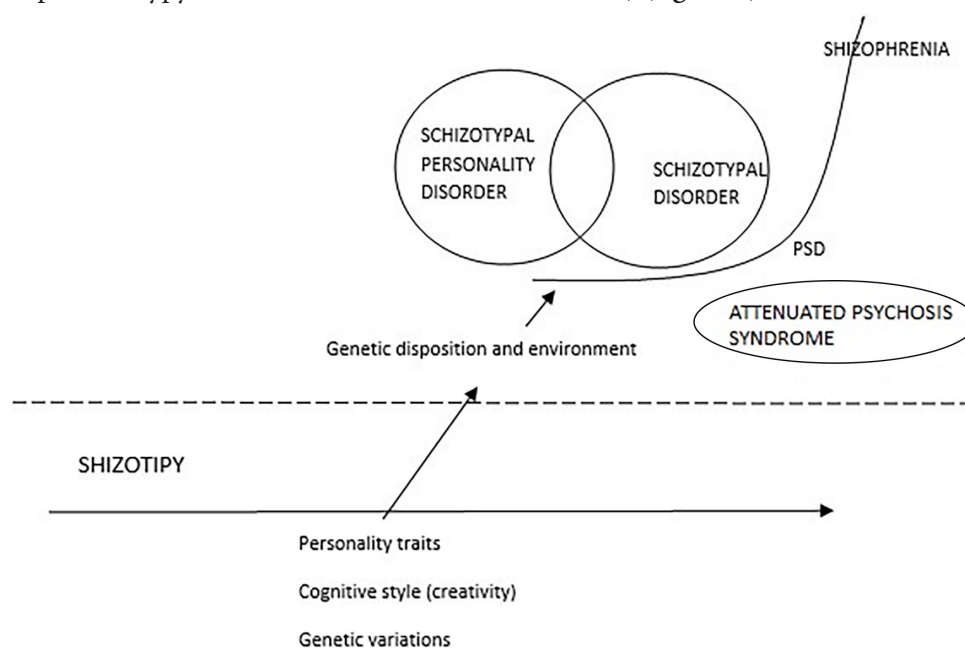 SHIZOPHRENIA
SCHIZOTYPAL
PERSONALITY
DISORDER
SCHIZOTYPAL
DISORDER
PSD
ATTENUATED PSYCHOSIS
SYNDROME
Genetic disposition and environment
SHIZOTIPY
Personality traits
Cognitive style (creativity)
Genetic variations